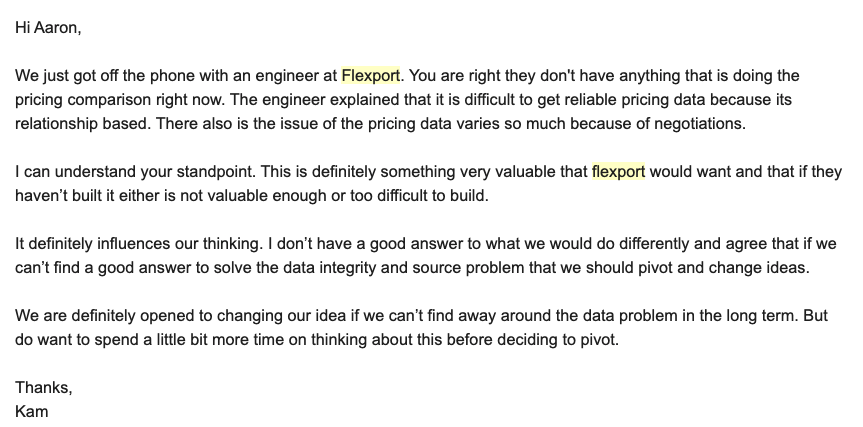 Hi Aaron,
We just got off the phone with an engineer at Flexport. You are right they don't have anything that is doing the
pricing comparison right now. The engineer explained that it is difficult to get reliable pricing data because its
relationship based. There also is the issue of the pricing data varies so much because of negotiations.
I can understand your standpoint. This is definitely something very valuable that flexport would want and that if they
haven’t built it either is not valuable enough or too difficult to build.
It definitely influences our thinking. I don’t have a good answer to what we would do differently and agree that if we
can’t find a good answer to solve the data integrity and source problem that we should pivot and change ideas.
We are definitely opened to changing our idea if we can’t find away around the data problem in the long term. But
do want to spend a little bit more time on thinking about this before deciding to pivot.
Thanks,
Kam